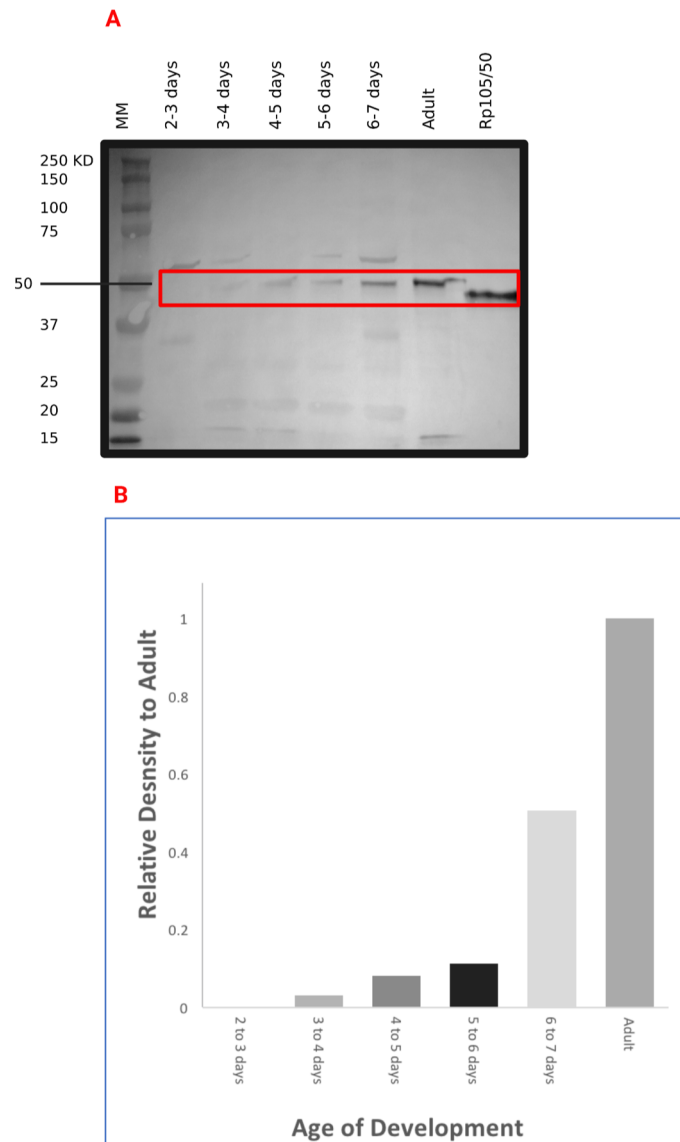 A
MM
2-3 days
3-4 days
4-5 days
5-6 days
6-7 days
Adult
Rp105/50
250 KD
150
100
75
50
37
25
20
15
B
Relative Desnsity to Adult
1
0.8
0.6
0.4
0.2
0
2 to 3 days
3 to 4 days
4 to 5 days
5 to 6 days
6 to 7 days
Adult
Age of Development